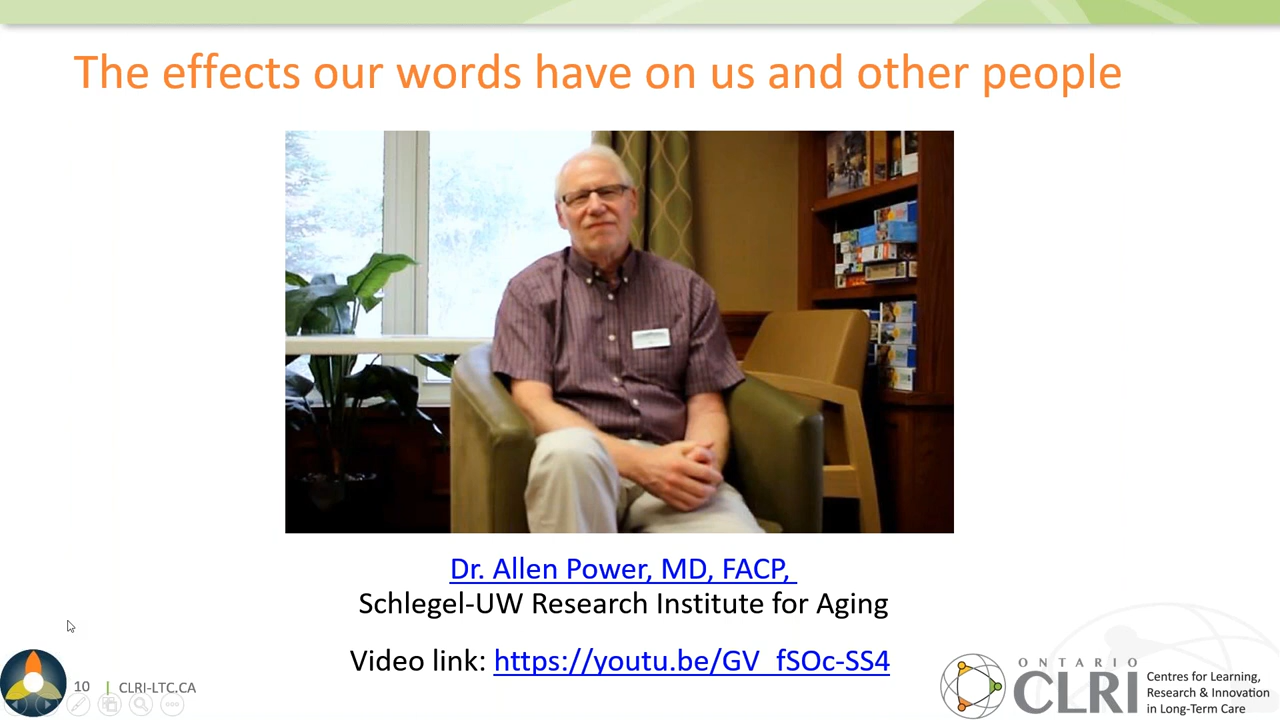 The effects our words have on us and other people
Dr. Allen Power, MD, FACP,
Schlegel-UW Research Institute for Aging
Video link: https://youtu.be/GV_fSOc-SS4
10 | CLRI-LTC.CA
ONTARIO
CLRI
Centres for Learning,
Research & Innovation
in Long-Term Care